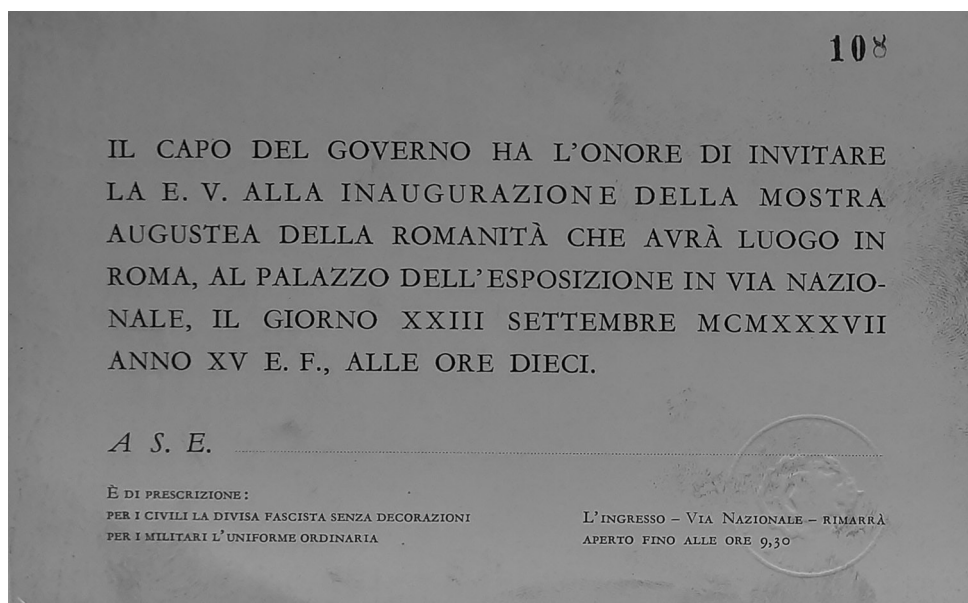 108
IL CAPO DEL GOVERNO HA L'ONORE DI INVITARE
LA E. V. ALLA INAUGURAZIONE DELLA MOSTRA
AUGUSTEA DELLA ROMANITÀ CHE AVRÀ LUOGO IN
ROMA, AL PALAZZO DELL'ESPOSIZIONE IN VIA NAZIO-
NALE, IL GIORNO XXIII SETTEMBRE MCMXXXVII
ANNO XV E. F., ALLE ORE DIECI.
A S. E.
È DI PRESCRIZIONE:
PER I CIVILI LA DIVISA FASCISTA SENZA DECORAZIONI
PER I MILITARI L'UNIFORME ORDINARIA
L'INGRESSO – VIA NAZIONALE – RIMARRÀ
APERTO FINO ALLE ORE 9,30